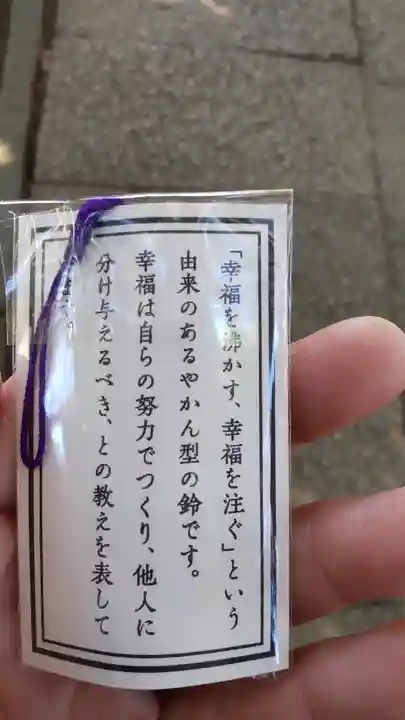 「幸福を沸かす、幸福を注ぐ」という
由来のあるやかん型の鈴です。
幸福は自らの努力でつくり、他人に
分け与えるべき、との教えを表して
います。